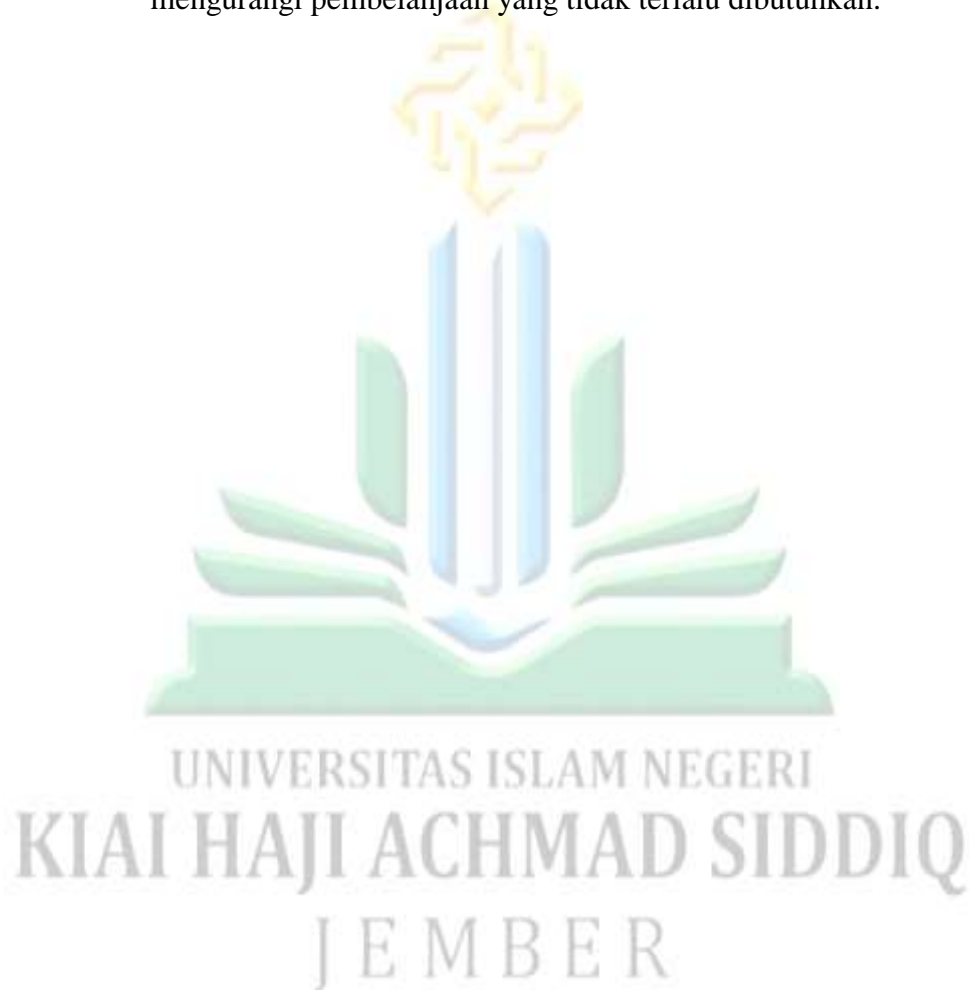 mengurangi pembelanjaan yang tidak terlalu dibutuhkan.
UNIVERSITAS ISLAM NEGERI
KIAI HAJI ACHMAD SIDDIQ
JEMBER